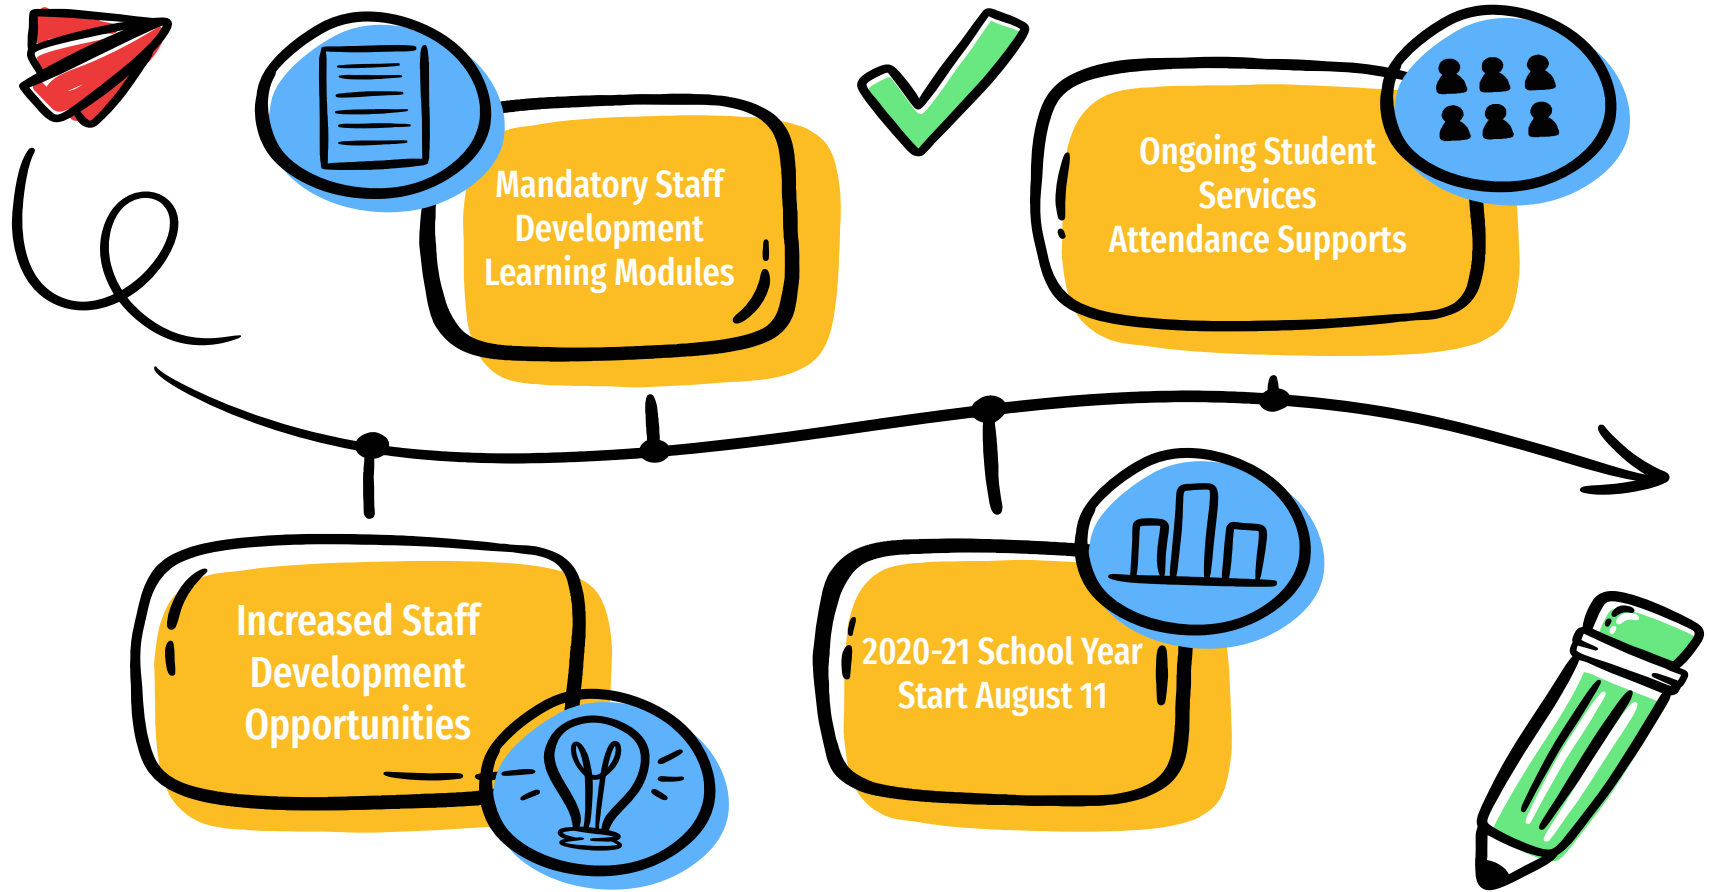 Mandatory Staff
Development
Learning Modules
Ongoing Student
Services
Attendance Supports
Increased Staff
Development
Opportunities
2020-21 School Year
Start August 11